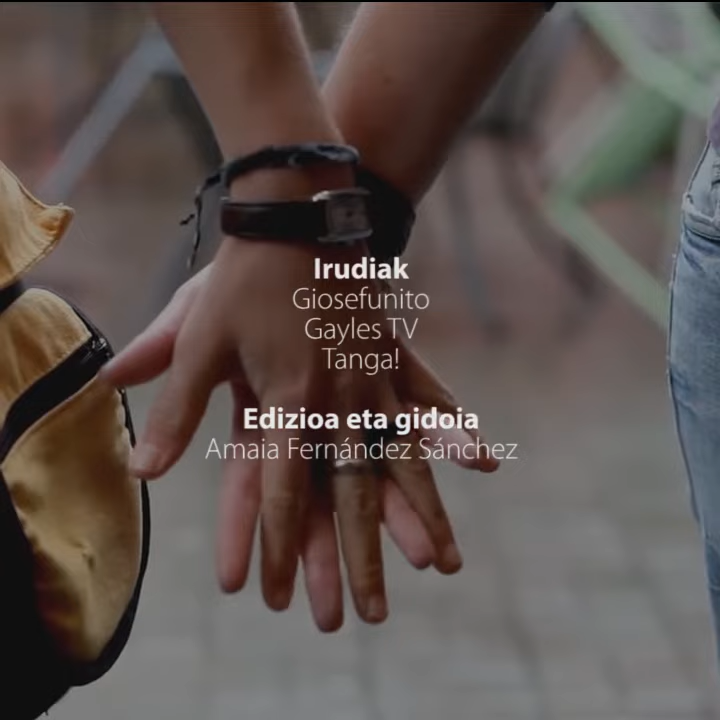 Irudiak
Giosefunito
Gayles TV
Tanga!
Edizioa eta gidoia
Amaia Fernández Sánchez